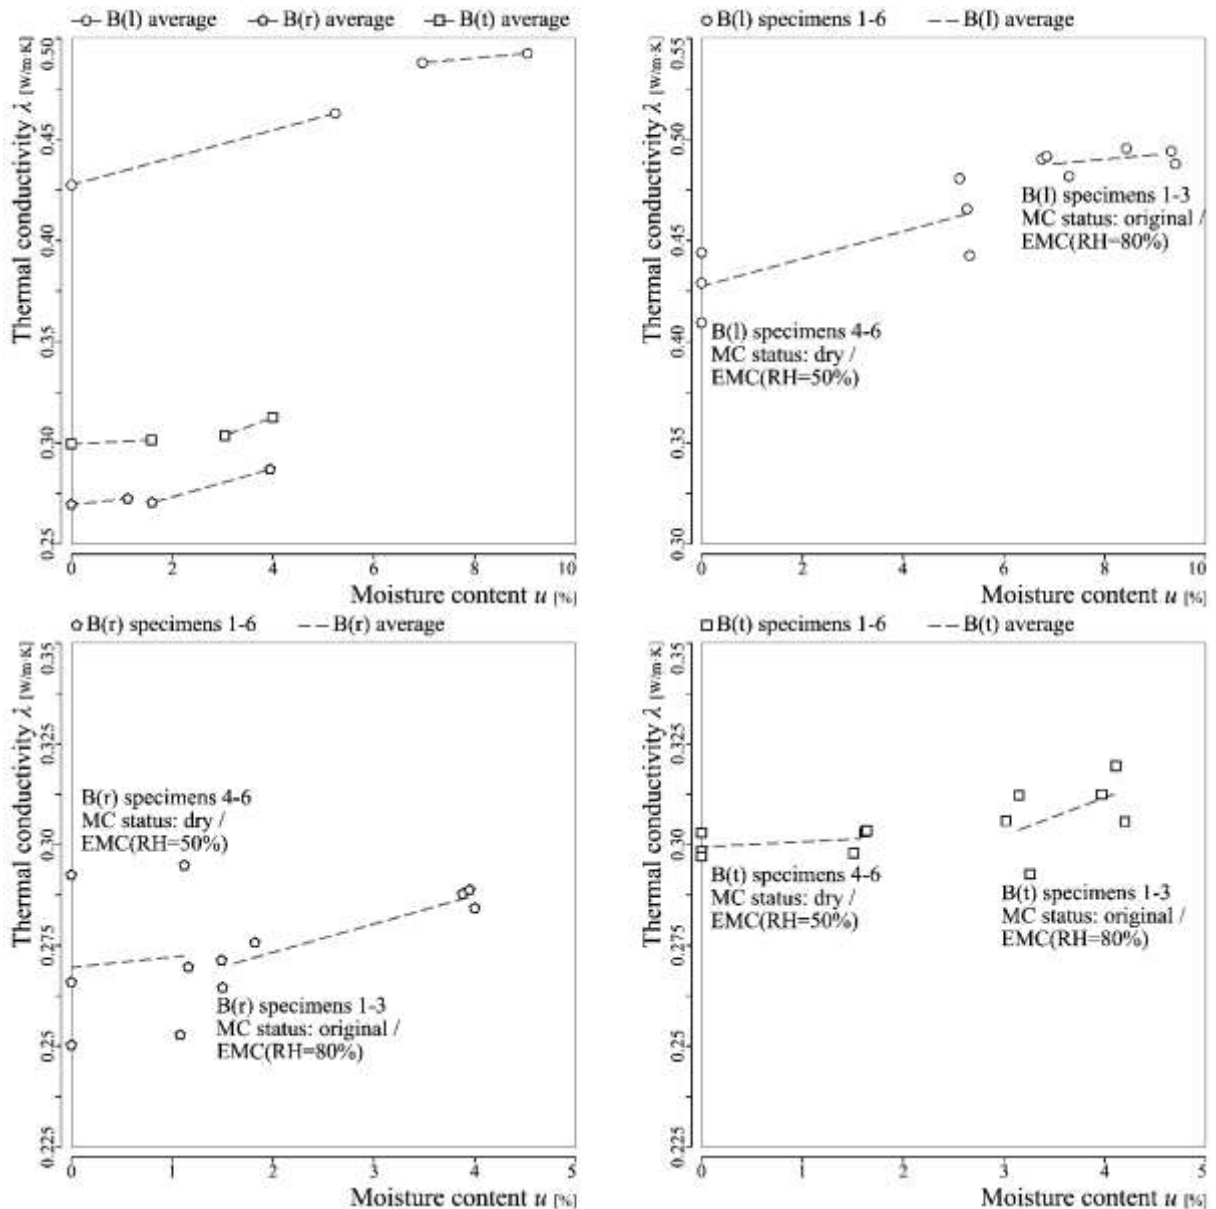 B(l) average B(r) average B(t) average
Thermal conductivity λ [W/m·K]
0.50
0.45
0.40
0.35
0.30
0.25
0 2 4 6 8 10
Moisture content u [%]
B(l) specimens 1-6 B(l) average
Thermal conductivity λ [W/m·K]
0.55
0.50
0.45
0.40
0.35
0.30
B(l) specimens 1-3
MC status: original /
EMC(RH=80%)
B(l) specimens 4-6
MC status: dry /
EMC(RH=50%)
0 2 4 6 8 10
Moisture content u [%]
B(r) specimens 1-6 B(r) average
Thermal conductivity λ [W/m·K]
0.35
0.325
0.30
0.275
0.25
0.225
B(r) specimens 4-6
MC status: dry /
EMC(RH=50%)
B(r) specimens 1-3
MC status: original /
EMC(RH=80%)
0 1 2 3 4 5
Moisture content u [%]
B(t) specimens 1-6 B(t) average
Thermal conductivity λ [W/m·K]
0.35
0.325
0.30
0.275
0.25
0.225
B(t) specimens 4-6
MC status: dry /
EMC(RH=50%)
B(t) specimens 1-3
MC status: original /
EMC(RH=80%)
0 1 2 3 4 5
Moisture content u [%]